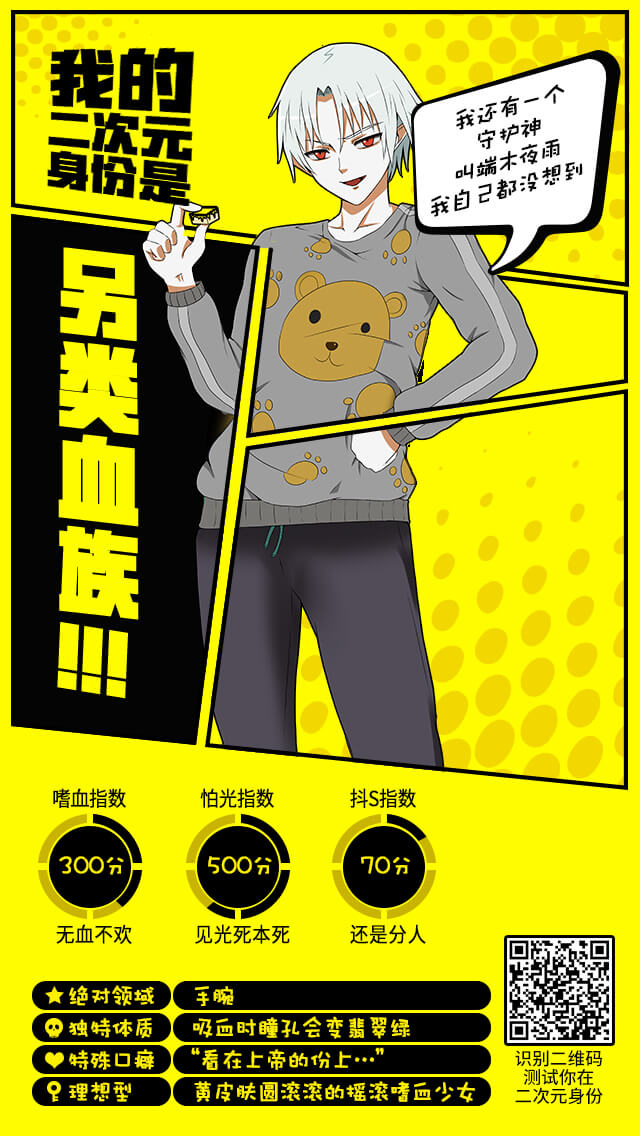 我的
二次元
身份是
我还有一个
守护神
叫端木夜雨
我自己都没想到
另类血族!!!
嗜血指数
300分
无血不欢
怕光指数
500分
见光死本死
抖S指数
70分
还是分人
绝对领域 手腕
独特体质 吸血时瞳孔会变翡翠绿
特殊口癖 “看在上帝的份上…”
理想型 黄皮肤圆滚滚的摇滚嗜血少女
识别二维码
测试你在
二次元身份